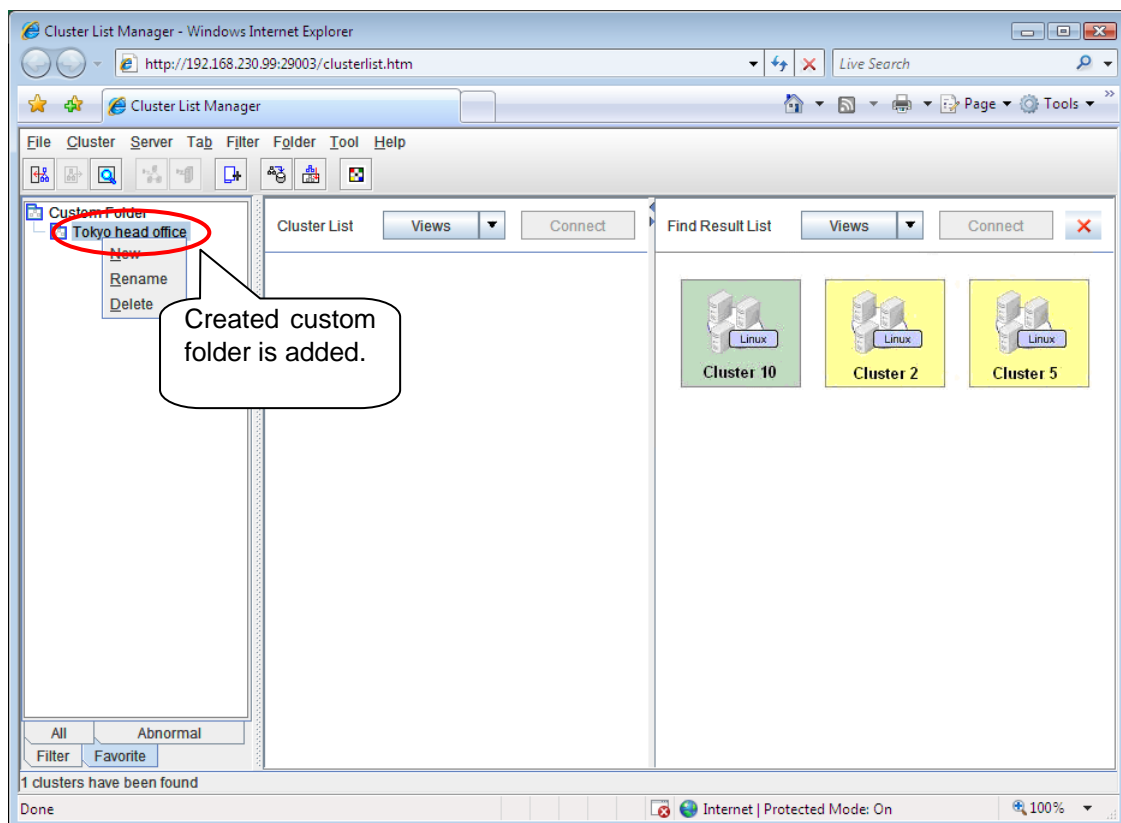 Cluster List Manager - Windows Internet Explorer
http://192.168.230.99:29003/clusterlist.htm
Live Search
Cluster List Manager
Page
Tools
File Cluster Server Tab Filter Folder Tool Help
Custom Folder
Tokyo head office
New
Rename
Delete
Created custom
folder is added.
Cluster List
Views
Connect
Find Result List
Views
Connect
Linux
Cluster 10
Linux
Cluster 2
Linux
Cluster 5
All
Abnormal
Filter
Favorite
1 clusters have been found
Done
Internet | Protected Mode: On
100%